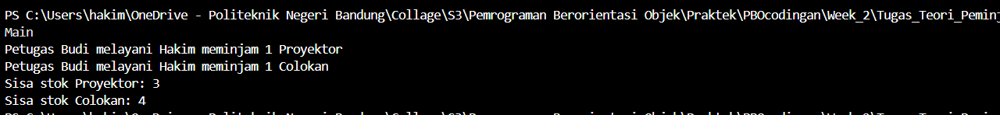 PS C:\Users\hakim\OneDrive - Politeknik Negeri Bandung\Collage\S3\Pemrograman Berorientasi Objek\Praktek\PBOcodingan\Week_2\Tugas_Teori_Peminj
Main
Petugas Budi melayani Hakim meminjam 1 Proyektor
Petugas Budi melayani Hakim meminjam 1 Colokan
Sisa stok Proyektor: 3
Sisa stok Colokan: 4